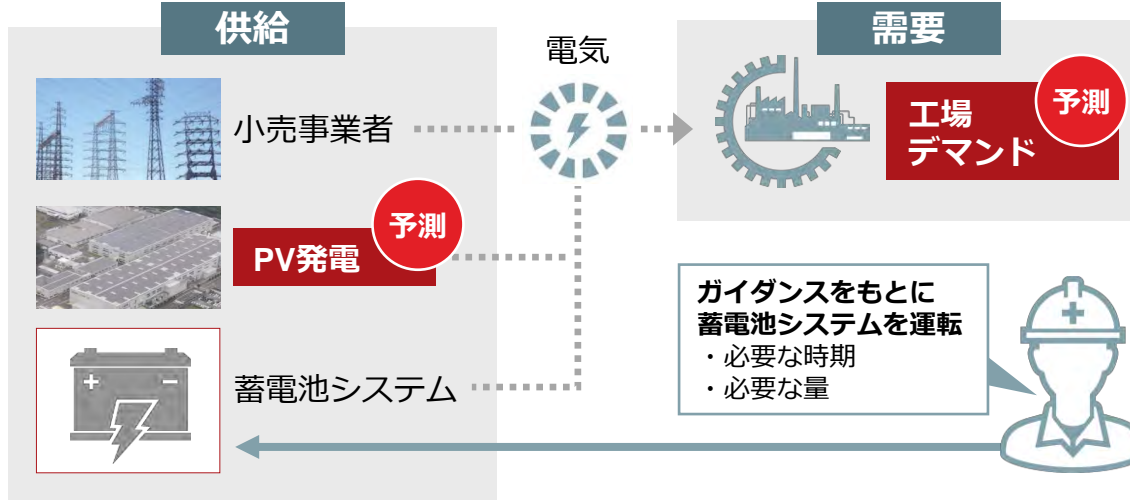 供給
小売事業者
PV発電
予測
蓄電池システム
電気
需要
工場
デマンド
予測
ガイダンスをもとに
蓄電池システムを運転
・必要な時期
・必要な量